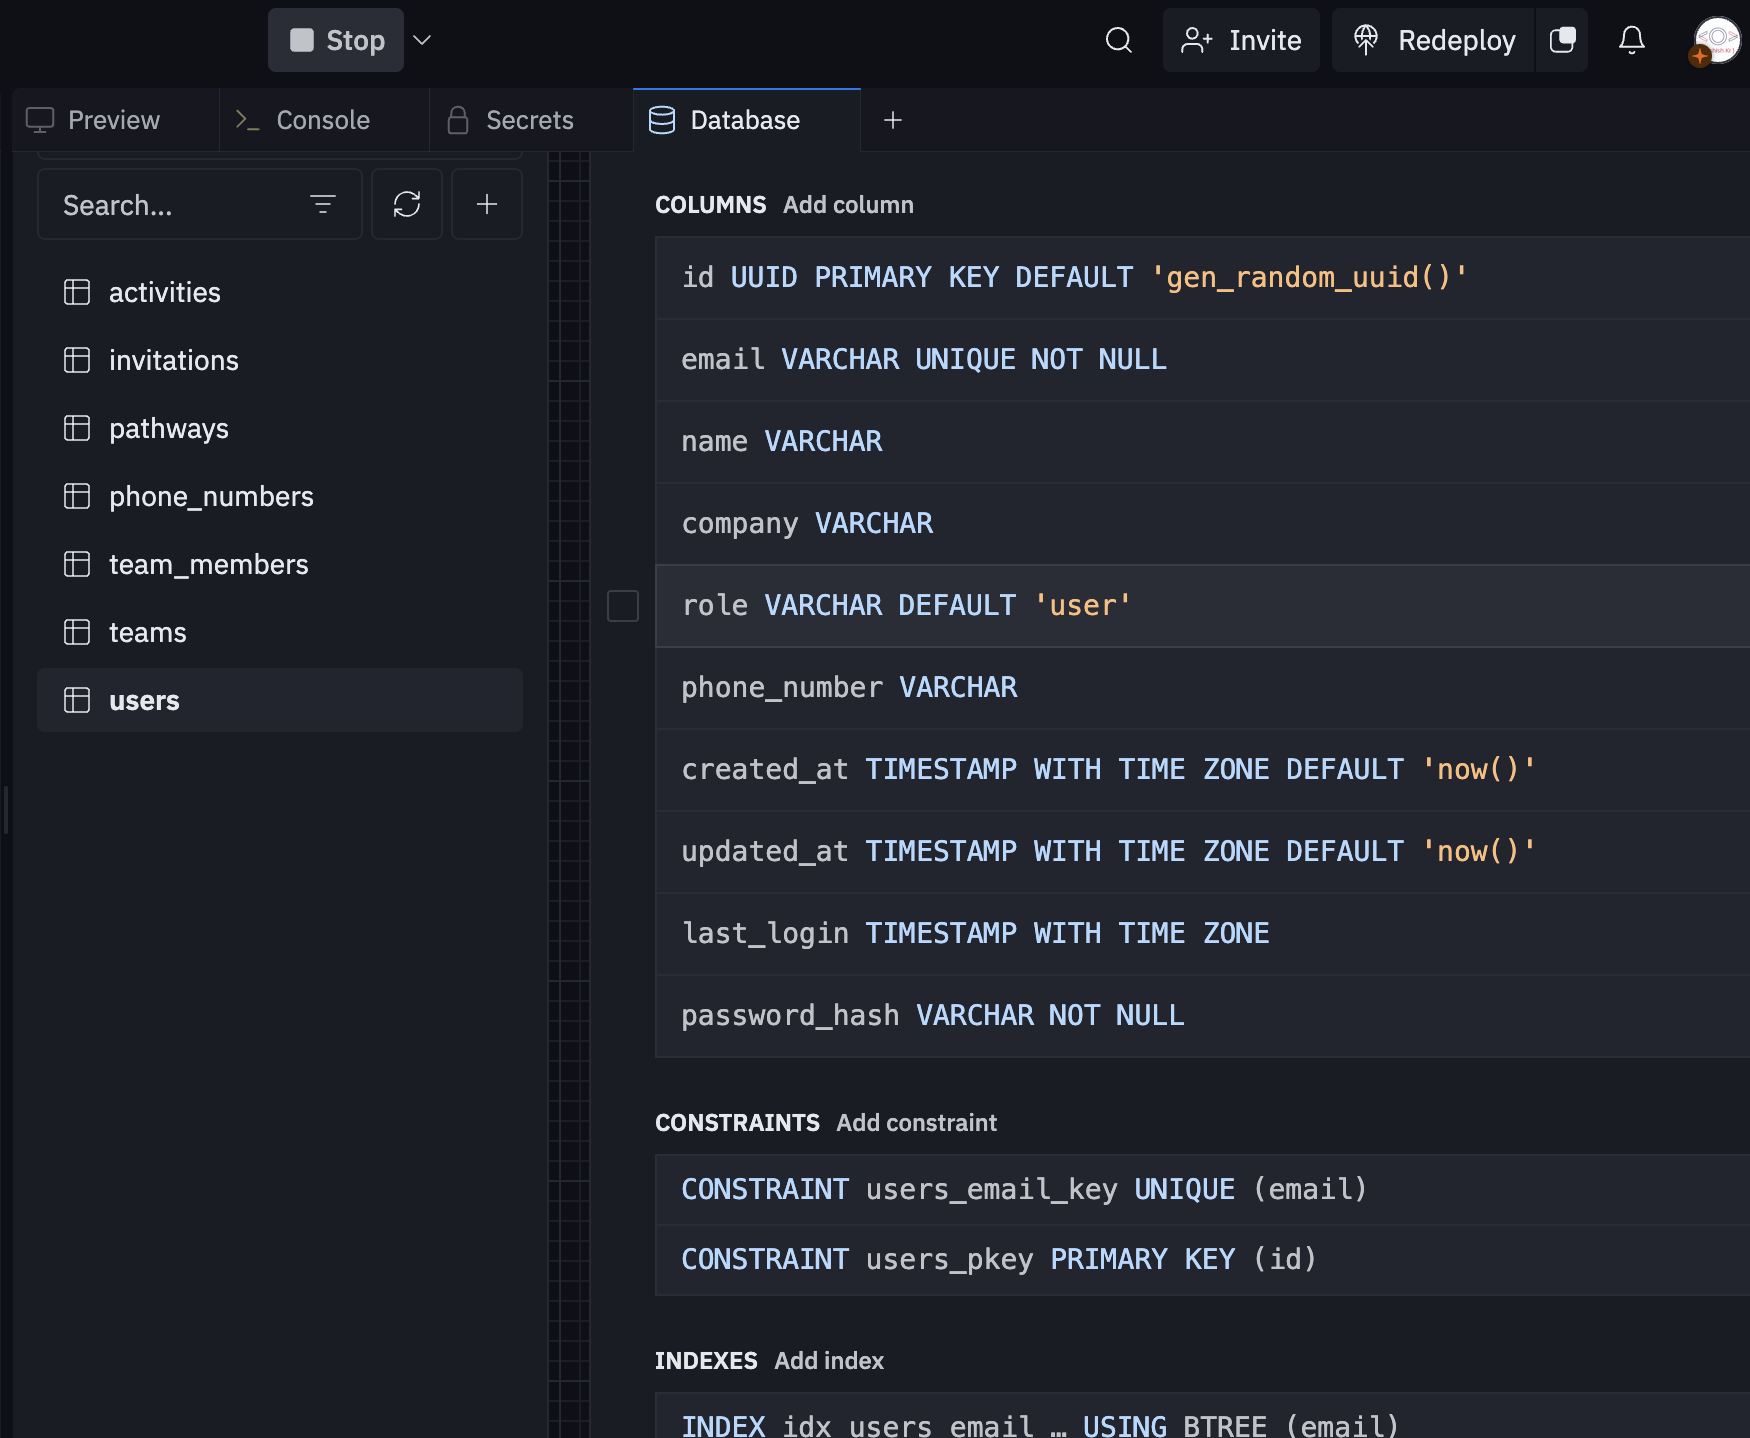 Stop
Invite
Redeploy
Preview
Console
Secrets
Database
Search...
activities
invitations
pathways
phone_numbers
team_members
teams
users
COLUMNS Add column
id UUID PRIMARY KEY DEFAULT 'gen_random_uuid()'
email VARCHAR UNIQUE NOT NULL
name VARCHAR
company VARCHAR
role VARCHAR DEFAULT 'user'
phone_number VARCHAR
created_at TIMESTAMP WITH TIME ZONE DEFAULT 'now()'
updated_at TIMESTAMP WITH TIME ZONE DEFAULT 'now()'
last_login TIMESTAMP WITH TIME ZONE
password_hash VARCHAR NOT NULL
CONSTRAINTS Add constraint
CONSTRAINT users_email_key UNIQUE (email)
CONSTRAINT users_pkey PRIMARY KEY (id)
INDEXES Add index
INDEX idx_users_email … USING BTREE (email)